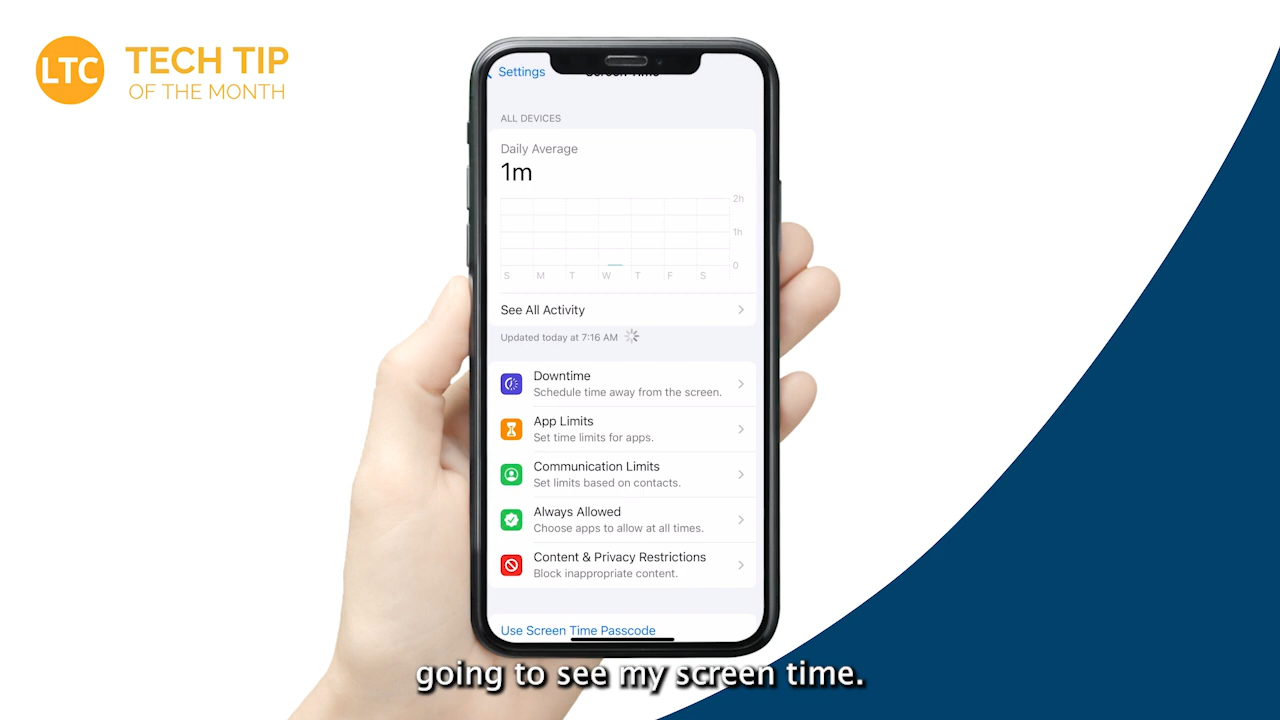 LTC
TECH TIP
OF THE MONTH
Settings
Screen Time
ALL DEVICES
Daily Average
1m
2h
1h
0
S M T W T F S
See All Activity
Updated today at 7:16 AM
Downtime
Schedule time away from the screen.
App Limits
Set time limits for apps.
Communication Limits
Set limits based on contacts.
Always Allowed
Choose apps to allow at all times.
Content & Privacy Restrictions
Block inappropriate content.
Use Screen Time Passcode
going to see my screen time.